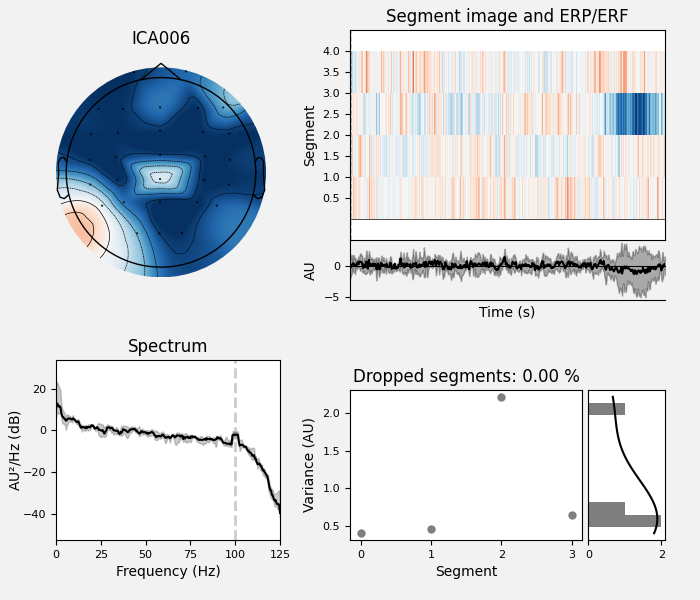 ICA006
Segment image and ERP/ERF
Segment
4.0
3.5
3.0
2.5
2.0
1.5
1.0
0.5
AU
0
−5
Time (s)
Spectrum
AU²/Hz (dB)
20
0
−20
−40
0 25 50 75 100 125
Frequency (Hz)
Dropped segments: 0.00 %
Variance (AU)
2.0
1.5
1.0
0.5
0 1 2 3
Segment
0 2